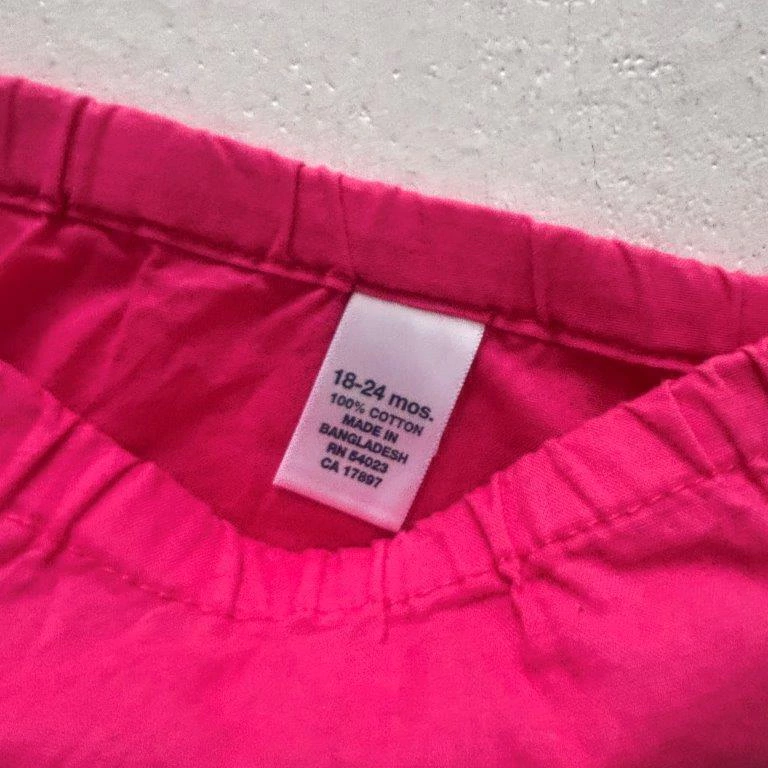 18-24 mos.
100% COTTON
MADE IN
BANGLADESH
RN 54023
CA 17897